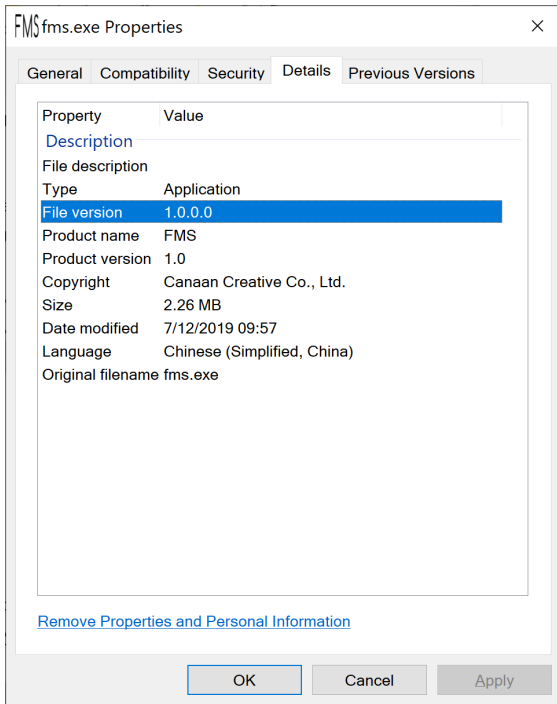 FMS fms.exe Properties
General Compatibility Security Details Previous Versions
Property Value
Description
File description
Type Application
File version 1.0.0.0
Product name FMS
Product version 1.0
Copyright Canaan Creative Co., Ltd.
Size 2.26 MB
Date modified 7/12/2019 09:57
Language Chinese (Simplified, China)
Original filename fms.exe
Remove Properties and Personal Information
OK Cancel Apply